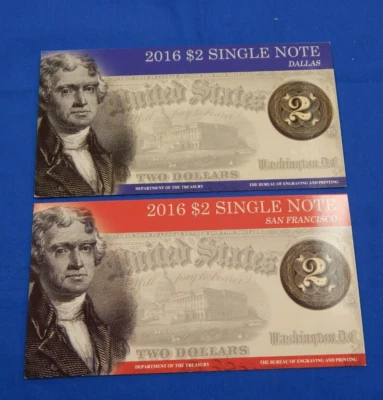 2016 $2 SINGLE NOTE
DALLAS
United States
2
Washington, D.C.
TWO DOLLARS
DEPARTMENT OF THE TREASURY THE BUREAU OF ENGRAVING AND PRINTING
2016 $2 SINGLE NOTE
SAN FRANCISCO
United States
2
Washington, D.C.
TWO DOLLARS
DEPARTMENT OF THE TREASURY THE BUREAU OF ENGRAVING AND PRINTING